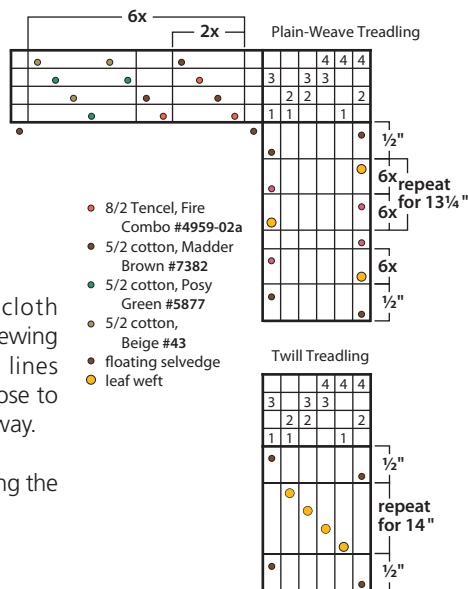 6x
2x
Plain-Weave Treadling
4 4 4
3 3 3
2 2 2
1 1 1
½"
6x
repeat
6x
for 13¼"
6x
½"
8/2 Tencel, Fire
Combo #4959-02a
5/2 cotton, Madder
Brown #7382
5/2 cotton, Posy
Green #5877
5/2 cotton,
Beige #43
floating selvedge
leaf weft
cloth
ewing
lines
ose to
way.
ng the
Twill Treadling
4 4 4
3 3 3
2 2 2
1 1 1
½"
repeat
for 14"
½"